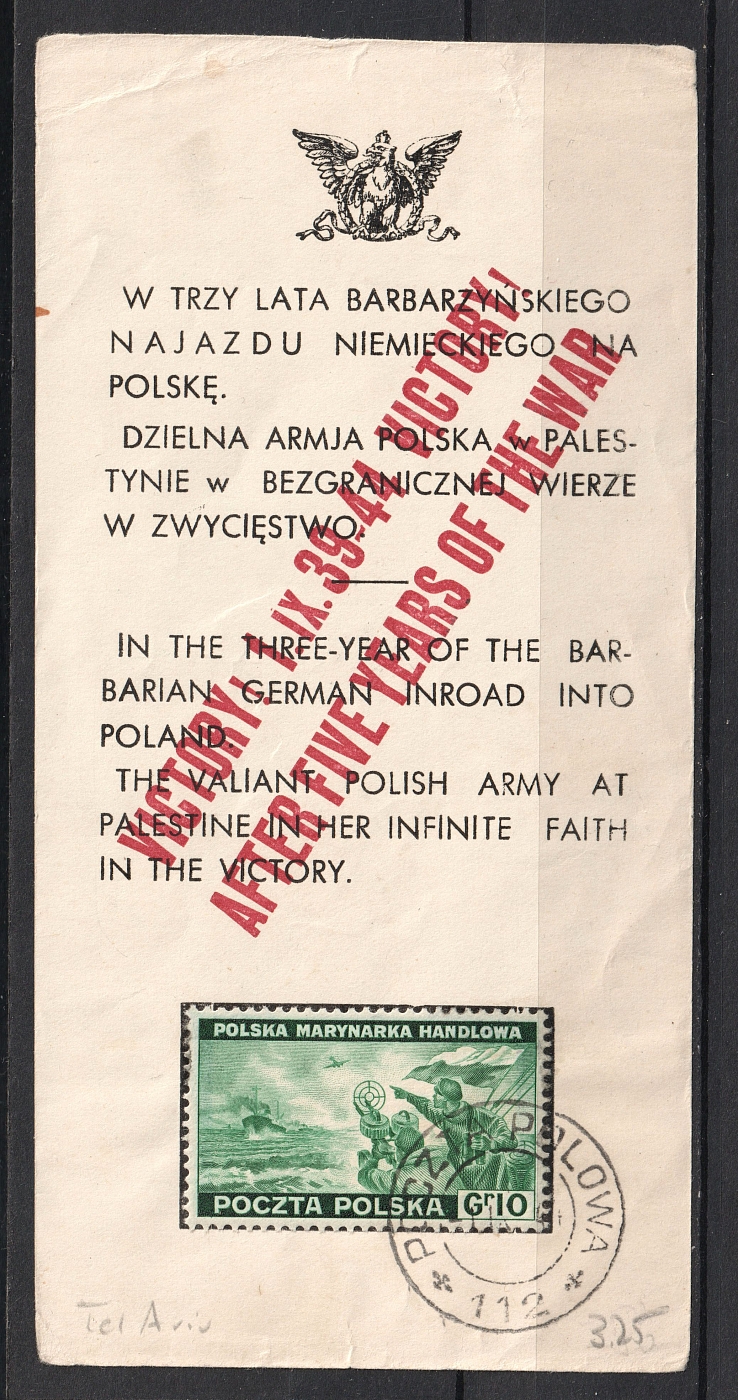 W TRZY LATA BARBARZYŃSKIEGO
NAJAZDU NIEMIECKIEGO NA
POLSKĘ.
DZIELNA ARMJA POLSKA w PALES-
TYNIE w BEZGRANICZNEJ WIERZE
W ZWYCIĘSTWO.
IN THE THREE-YEAR OF THE BAR-
BARIAN GERMAN INROAD INTO
POLAND.
THE VALIANT POLISH ARMY AT
PALESTINE IN HER INFINITE FAITH
IN THE VICTORY.
VICTORY! 1.IX.39-44 VICTORY!
AFTER FIVE YEARS OF THE WAR
POLSKA MARYNARKA HANDLOWA
POCZTA POLSKA Gr10
POCZTA POLOWA
112
Tel Aviv
3.25